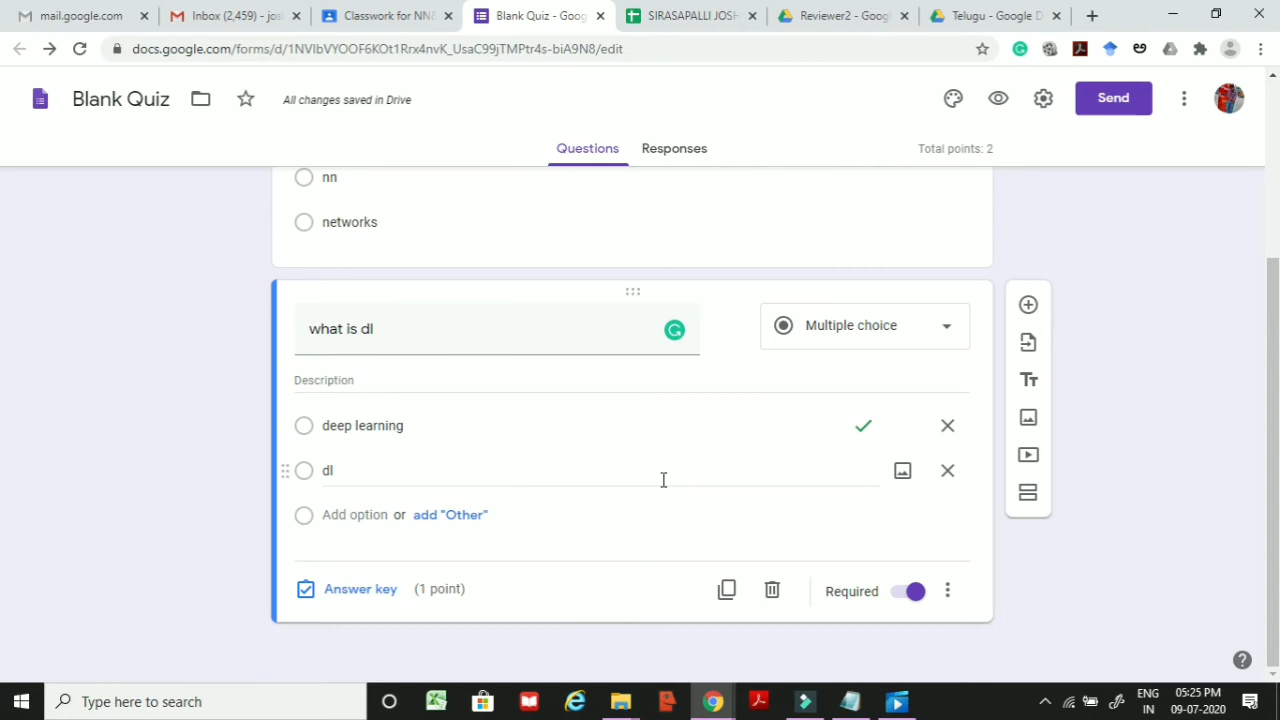 mail.google.com
Inbox (2,459) - jos
Classwork for NN&
Blank Quiz - Goog
SIRASAPALLI JOSH
Reviewer2 - Googl
Telugu - Google D
docs.google.com/forms/d/1NVIbVYOOF6KOt1Rrx4nvK_UsaC99jTMPtr4s-biA9N8/edit
Blank Quiz
All changes saved in Drive
Send
Questions
Responses
Total points: 2
nn
networks
what is dl
Multiple choice
Description
deep learning
dl
Add option or add "Other"
Answer key (1 point)
Required
Type here to search
ENG
IN
05:25 PM
09-07-2020